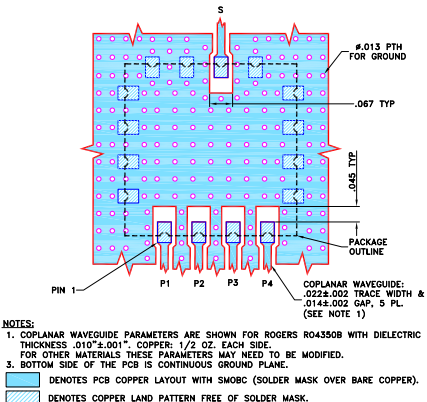 S
ø.013 PTH
FOR GROUND
.067 TYP
.045 TYP
PACKAGE
OUTLINE
PIN 1
P1 P2 P3 P4
COPLANAR WAVEGUIDE:
.022±.002 TRACE WIDTH &
.014±.002 GAP, 5 PL.
(SEE NOTE 1)
NOTES:
1. COPLANAR WAVEGUIDE PARAMETERS ARE SHOWN FOR ROGERS RO4350B WITH DIELECTRIC
THICKNESS .010"±.001". COPPER: 1/2 OZ. EACH SIDE.
FOR OTHER MATERIALS THESE PARAMETERS MAY NEED TO BE MODIFIED.
3. BOTTOM SIDE OF THE PCB IS CONTINUOUS GROUND PLANE.
DENOTES PCB COPPER LAYOUT WITH SMOBC (SOLDER MASK OVER BARE COPPER).
DENOTES COPPER LAND PATTERN FREE OF SOLDER MASK.